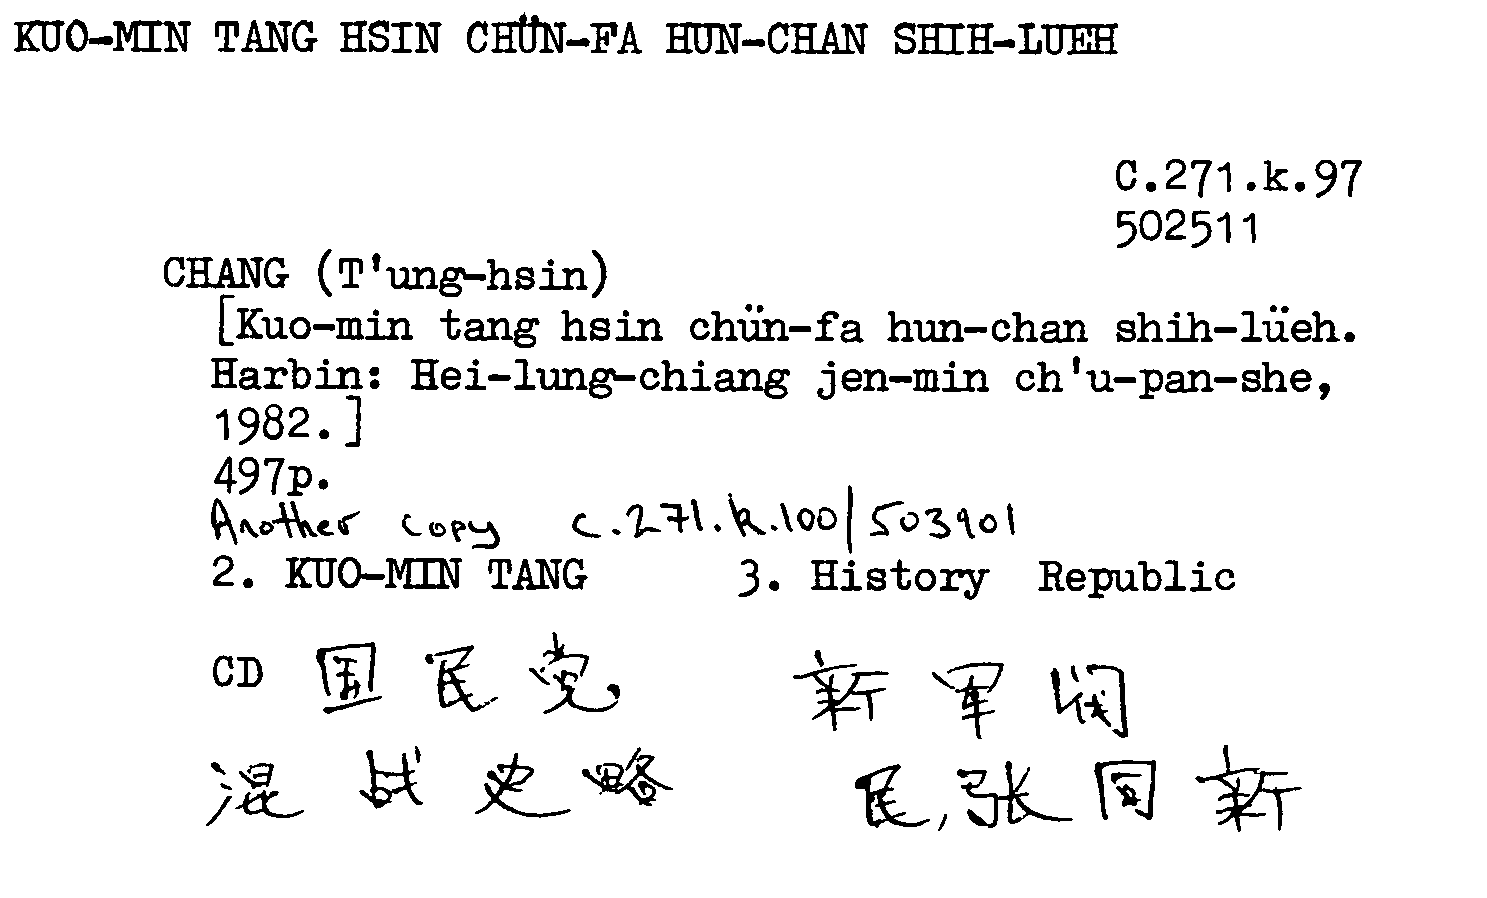 KUO-MIN TANG HSIN CHÜN-FA HUN-CHAN SHIH-LUEH
C.271.k.97
502511
CHANG (T'ung-hsin)
[Kuo-min tang hsin chün-fa hun-chan shih-lüeh.
Harbin: Hei-lung-chiang jen-min ch'u-pan-she,
1982.]
497p.
Another copy c.271.k.100|503901
2. KUO-MIN TANG 3. History Republic
CD 国民党 新军阀
混战史略 民,张同新